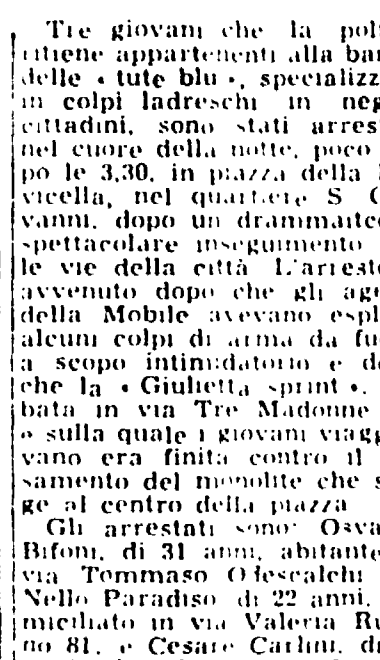 Tre giovani che la poli
ritiene appartenenti alla ban
delle « tute blu », specializz
in colpi ladreschi in neg
cittadini, sono stati arres
nel cuore della notte, poco
po le 3,30, in piazza della
vicella, nel quartiere S G
vanni, dopo un drammatico
spettacolare inseguimento
le vie della città L'arresto
avvenuto dopo che gli age
della Mobile avevano espl
alcuni colpi di arma da fuo
a scopo intimidatorio e d
che la « Giulietta sprint ».
bata in via Tre Madonne
e sulla quale i giovani viagg
vano era finita contro il
samento del monolite che s
ge al centro della piazza
Gli arrestati sono: Osva
Bifoni, di 31 anni, abitante
via Tommaso Odescalchi
Nello Paradiso di 22 anni,
miciliato in via Valeria Ru
no 81, e Cesare Carlini, di